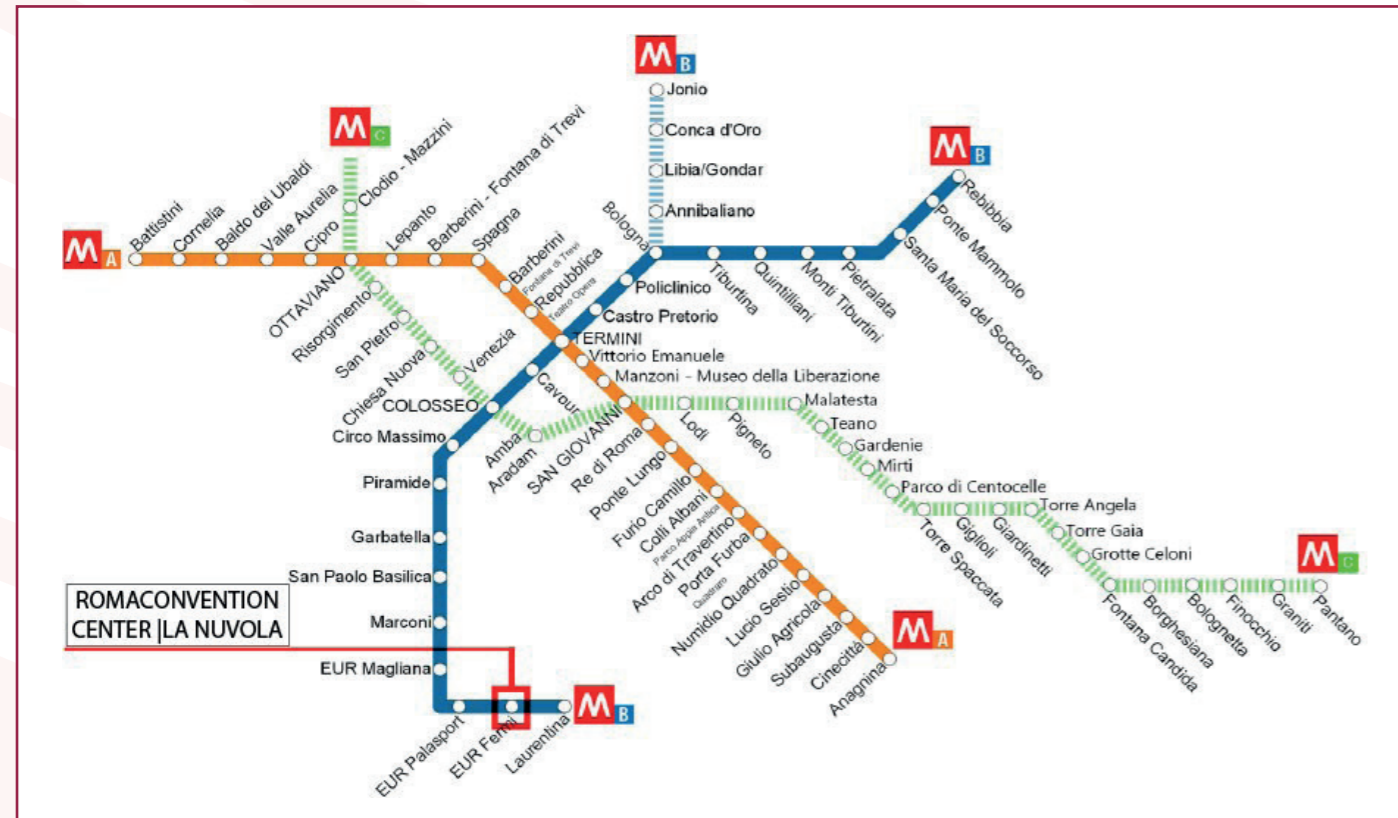 M B
Jonio
Conca d'Oro
Libia/Gondar
Annibaliano
Bologna
M C
Clodio - Mazzini
M B
Rebibbia
Ponte Mammolo
Santa Maria del Soccorso
Pietralata
Monti Tiburtini
Quintilliani
Tiburtina
M A
Battistini
Cornelia
Baldo del Ubaldi
Valle Aurelia
Cipro
OTTAVIANO
Lepanto
Barberini - Fontana di Trevi
Spagna
Barberini
Fontana di Trevi
Repubblica
Teatro Opera
TERMINI
Policlinico
Castro Pretorio
Vittorio Emanuele
Manzoni - Museo della Liberazione
Risorgimento
San Pietro
Chiesa Nuova
Venezia
Cavour
COLOSSEO
Circo Massimo
Amba
Aradam
SAN GIOVANNI
Lodi
Pigneto
Malatesta
Teano
Gardenie
Mirti
Parco di Centocelle
Torre Spaccata
Giglioli
Giardinetti
Torre Angela
Torre Gaia
Grotte Celoni
Fontana Candida
Borghesiana
Bolognetta
Finocchio
Graniti
Pantano
M C
Re di Roma
Ponte Lungo
Furio Camillo
Colli Albani
Parco Appia Antica
Arco di Travertino
Porta Furba
Quadraro
Numidio Quadrato
Lucio Sestio
Giulio Agricola
Subaugusta
Cinecittà
Anagnina
M A
Piramide
Garbatella
San Paolo Basilica
Marconi
EUR Magliana
ROMACONVENTION
CENTER |LA NUVOLA
EUR Palasport
EUR Fermi
Laurentina
M B